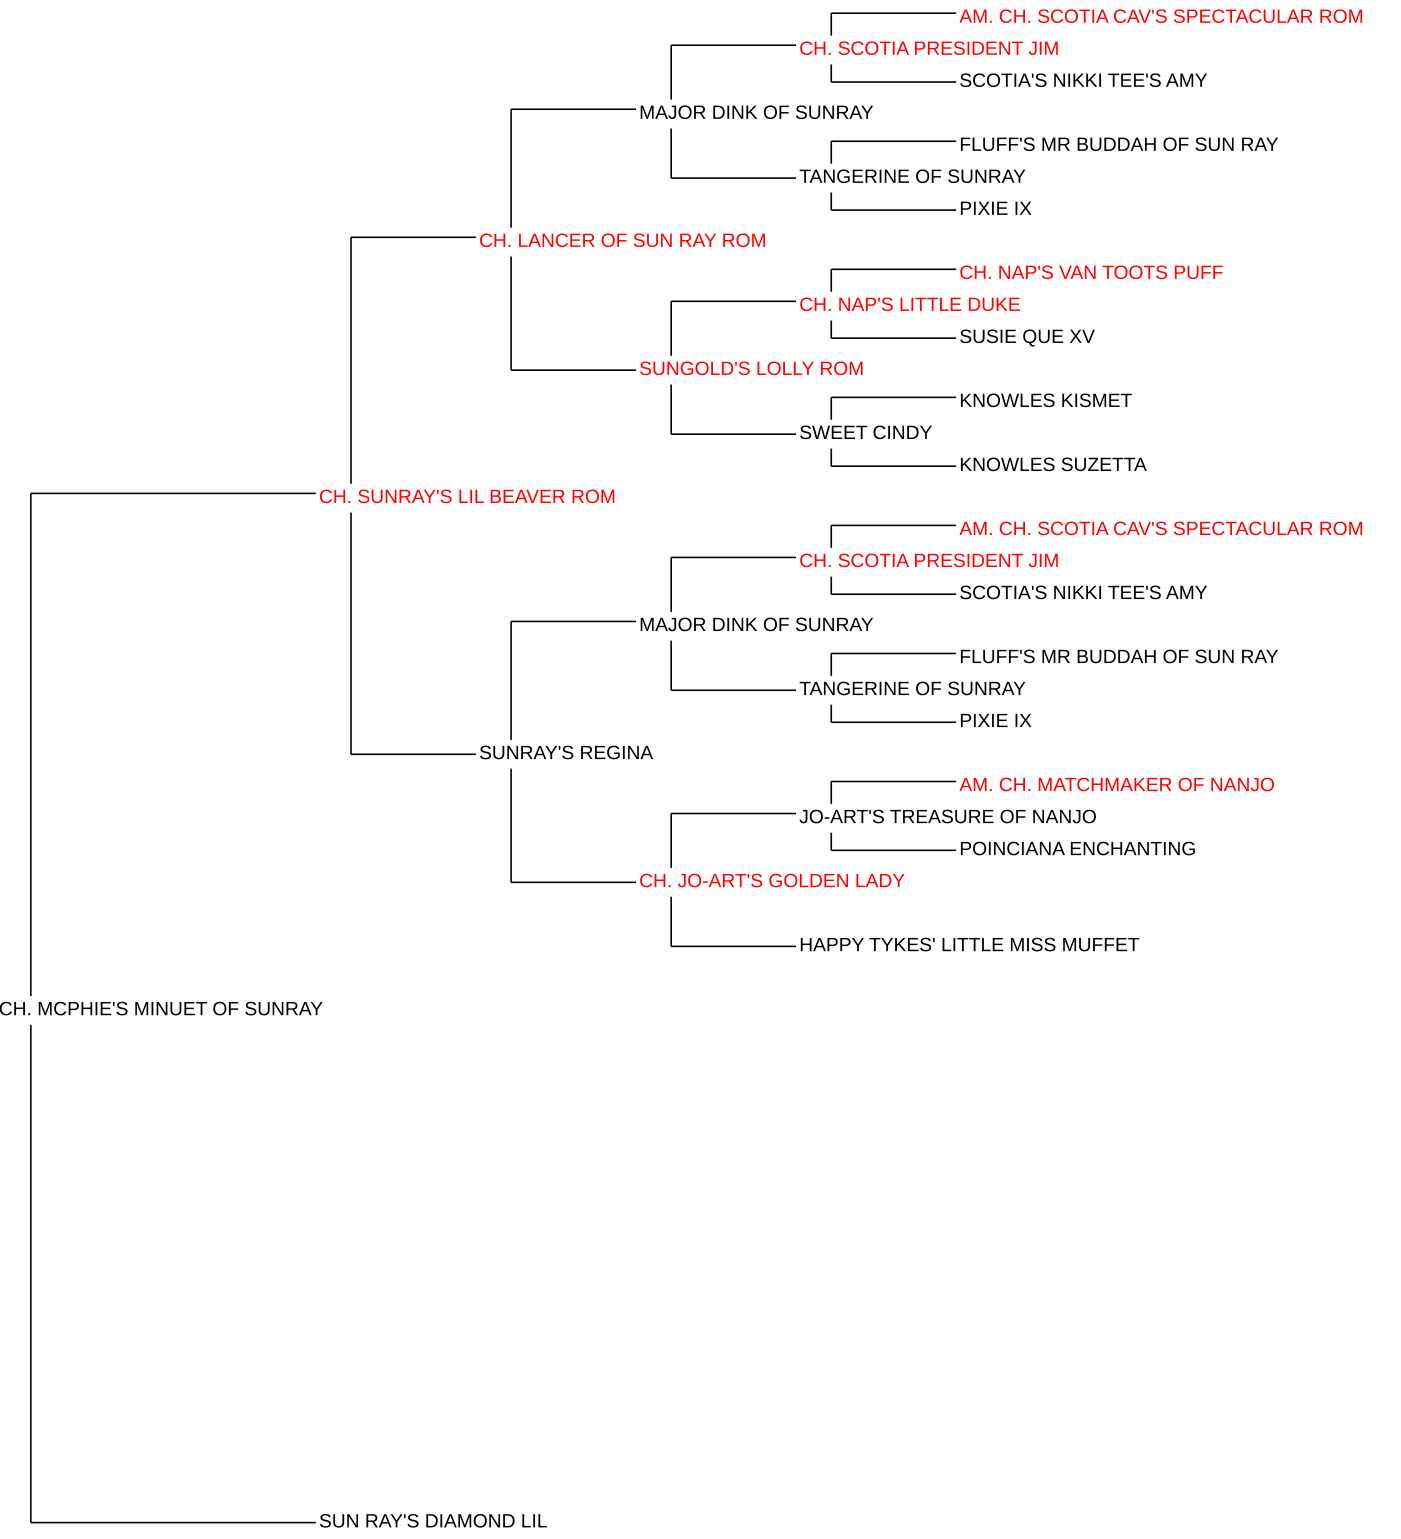 AM. CH. SCOTIA CAV'S SPECTACULAR ROM
CH. SCOTIA PRESIDENT JIM
SCOTIA'S NIKKI TEE'S AMY
MAJOR DINK OF SUNRAY
FLUFF'S MR BUDDAH OF SUN RAY
TANGERINE OF SUNRAY
PIXIE IX
CH. LANCER OF SUN RAY ROM
CH. NAP'S VAN TOOTS PUFF
CH. NAP'S LITTLE DUKE
SUSIE QUE XV
SUNGOLD'S LOLLY ROM
KNOWLES KISMET
SWEET CINDY
KNOWLES SUZETTA
CH. SUNRAY'S LIL BEAVER ROM
AM. CH. SCOTIA CAV'S SPECTACULAR ROM
CH. SCOTIA PRESIDENT JIM
SCOTIA'S NIKKI TEE'S AMY
MAJOR DINK OF SUNRAY
FLUFF'S MR BUDDAH OF SUN RAY
TANGERINE OF SUNRAY
PIXIE IX
SUNRAY'S REGINA
AM. CH. MATCHMAKER OF NANJO
JO-ART'S TREASURE OF NANJO
POINCIANA ENCHANTING
CH. JO-ART'S GOLDEN LADY
HAPPY TYKES' LITTLE MISS MUFFET
CH. MCPHIE'S MINUET OF SUNRAY
SUN RAY'S DIAMOND LIL